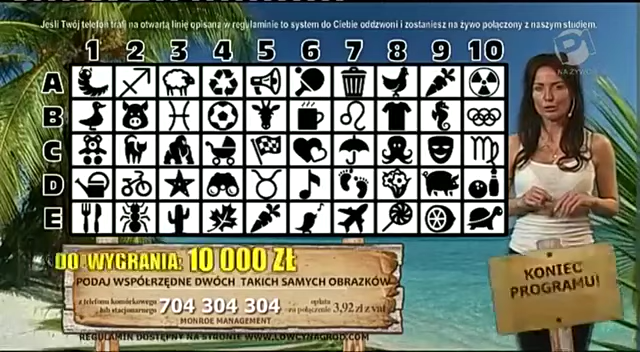 Jeśli Twój telefon trafi na otwartą linię opisaną w regulaminie to system do Ciebie oddzwoni i zostaniesz na żywo połączony z naszym studiem.
1 2 3 4 5 6 7 8 9 10
A
B
C
D
E
NA ŻYWO
DO WYGRANIA: 10 000 ZŁ
PODAJ WSPÓŁRZĘDNE DWÓCH TAKICH SAMYCH OBRAZKÓW
z telefonu komórkowego
lub stacjonarnego 704 304 304 opłata
za połączenie 3,92 zł z vat
MONROE MANAGEMENT
REGULAMIN DOSTĘPNY NA STRONIE WWW.LOWCYNAGROD.COM
KONIEC
PROGRAMU!